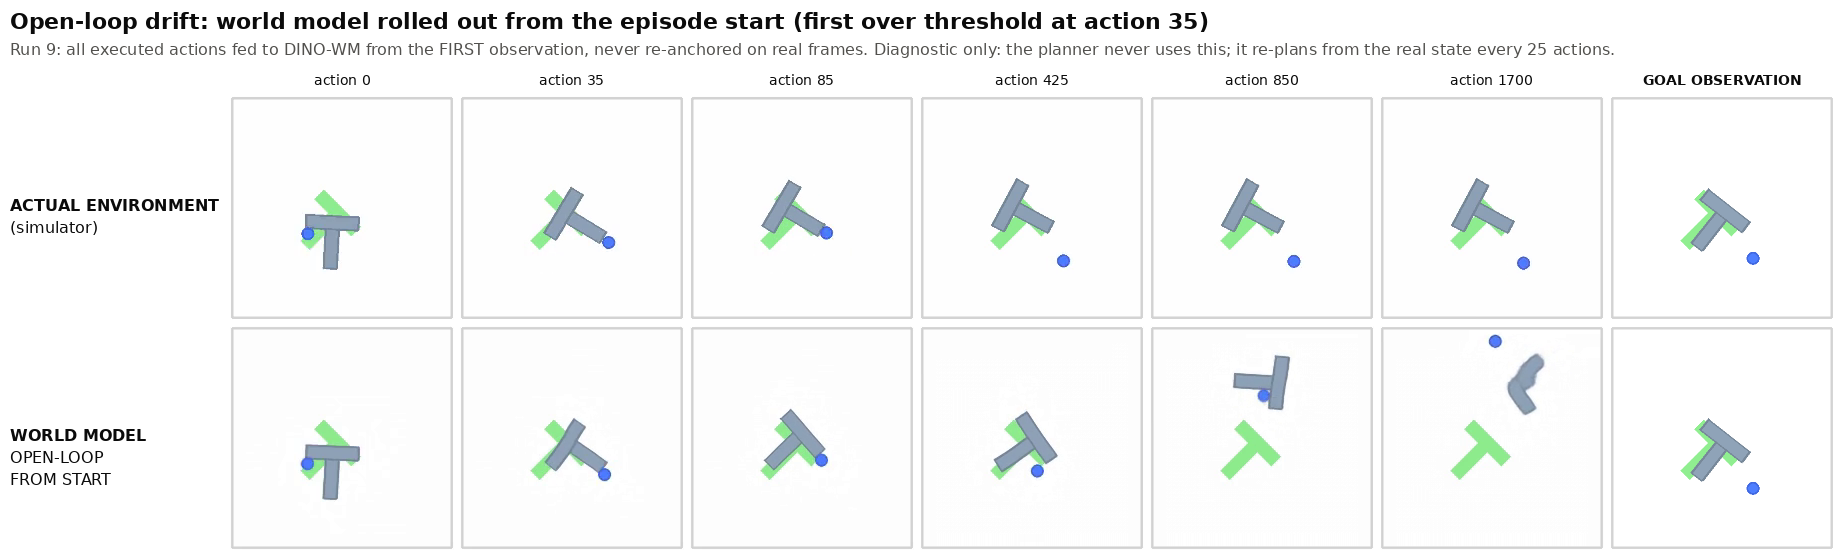 Open-loop drift: world model rolled out from the episode start (first over threshold at action 35)
Run 9: all executed actions fed to DINO-WM from the FIRST observation, never re-anchored on real frames. Diagnostic only: the planner never uses this; it re-plans from the real state every 25 actions.
action 0
action 35
action 85
action 425
action 850
action 1700
GOAL OBSERVATION
ACTUAL ENVIRONMENT
(simulator)
WORLD MODEL
OPEN-LOOP
FROM START